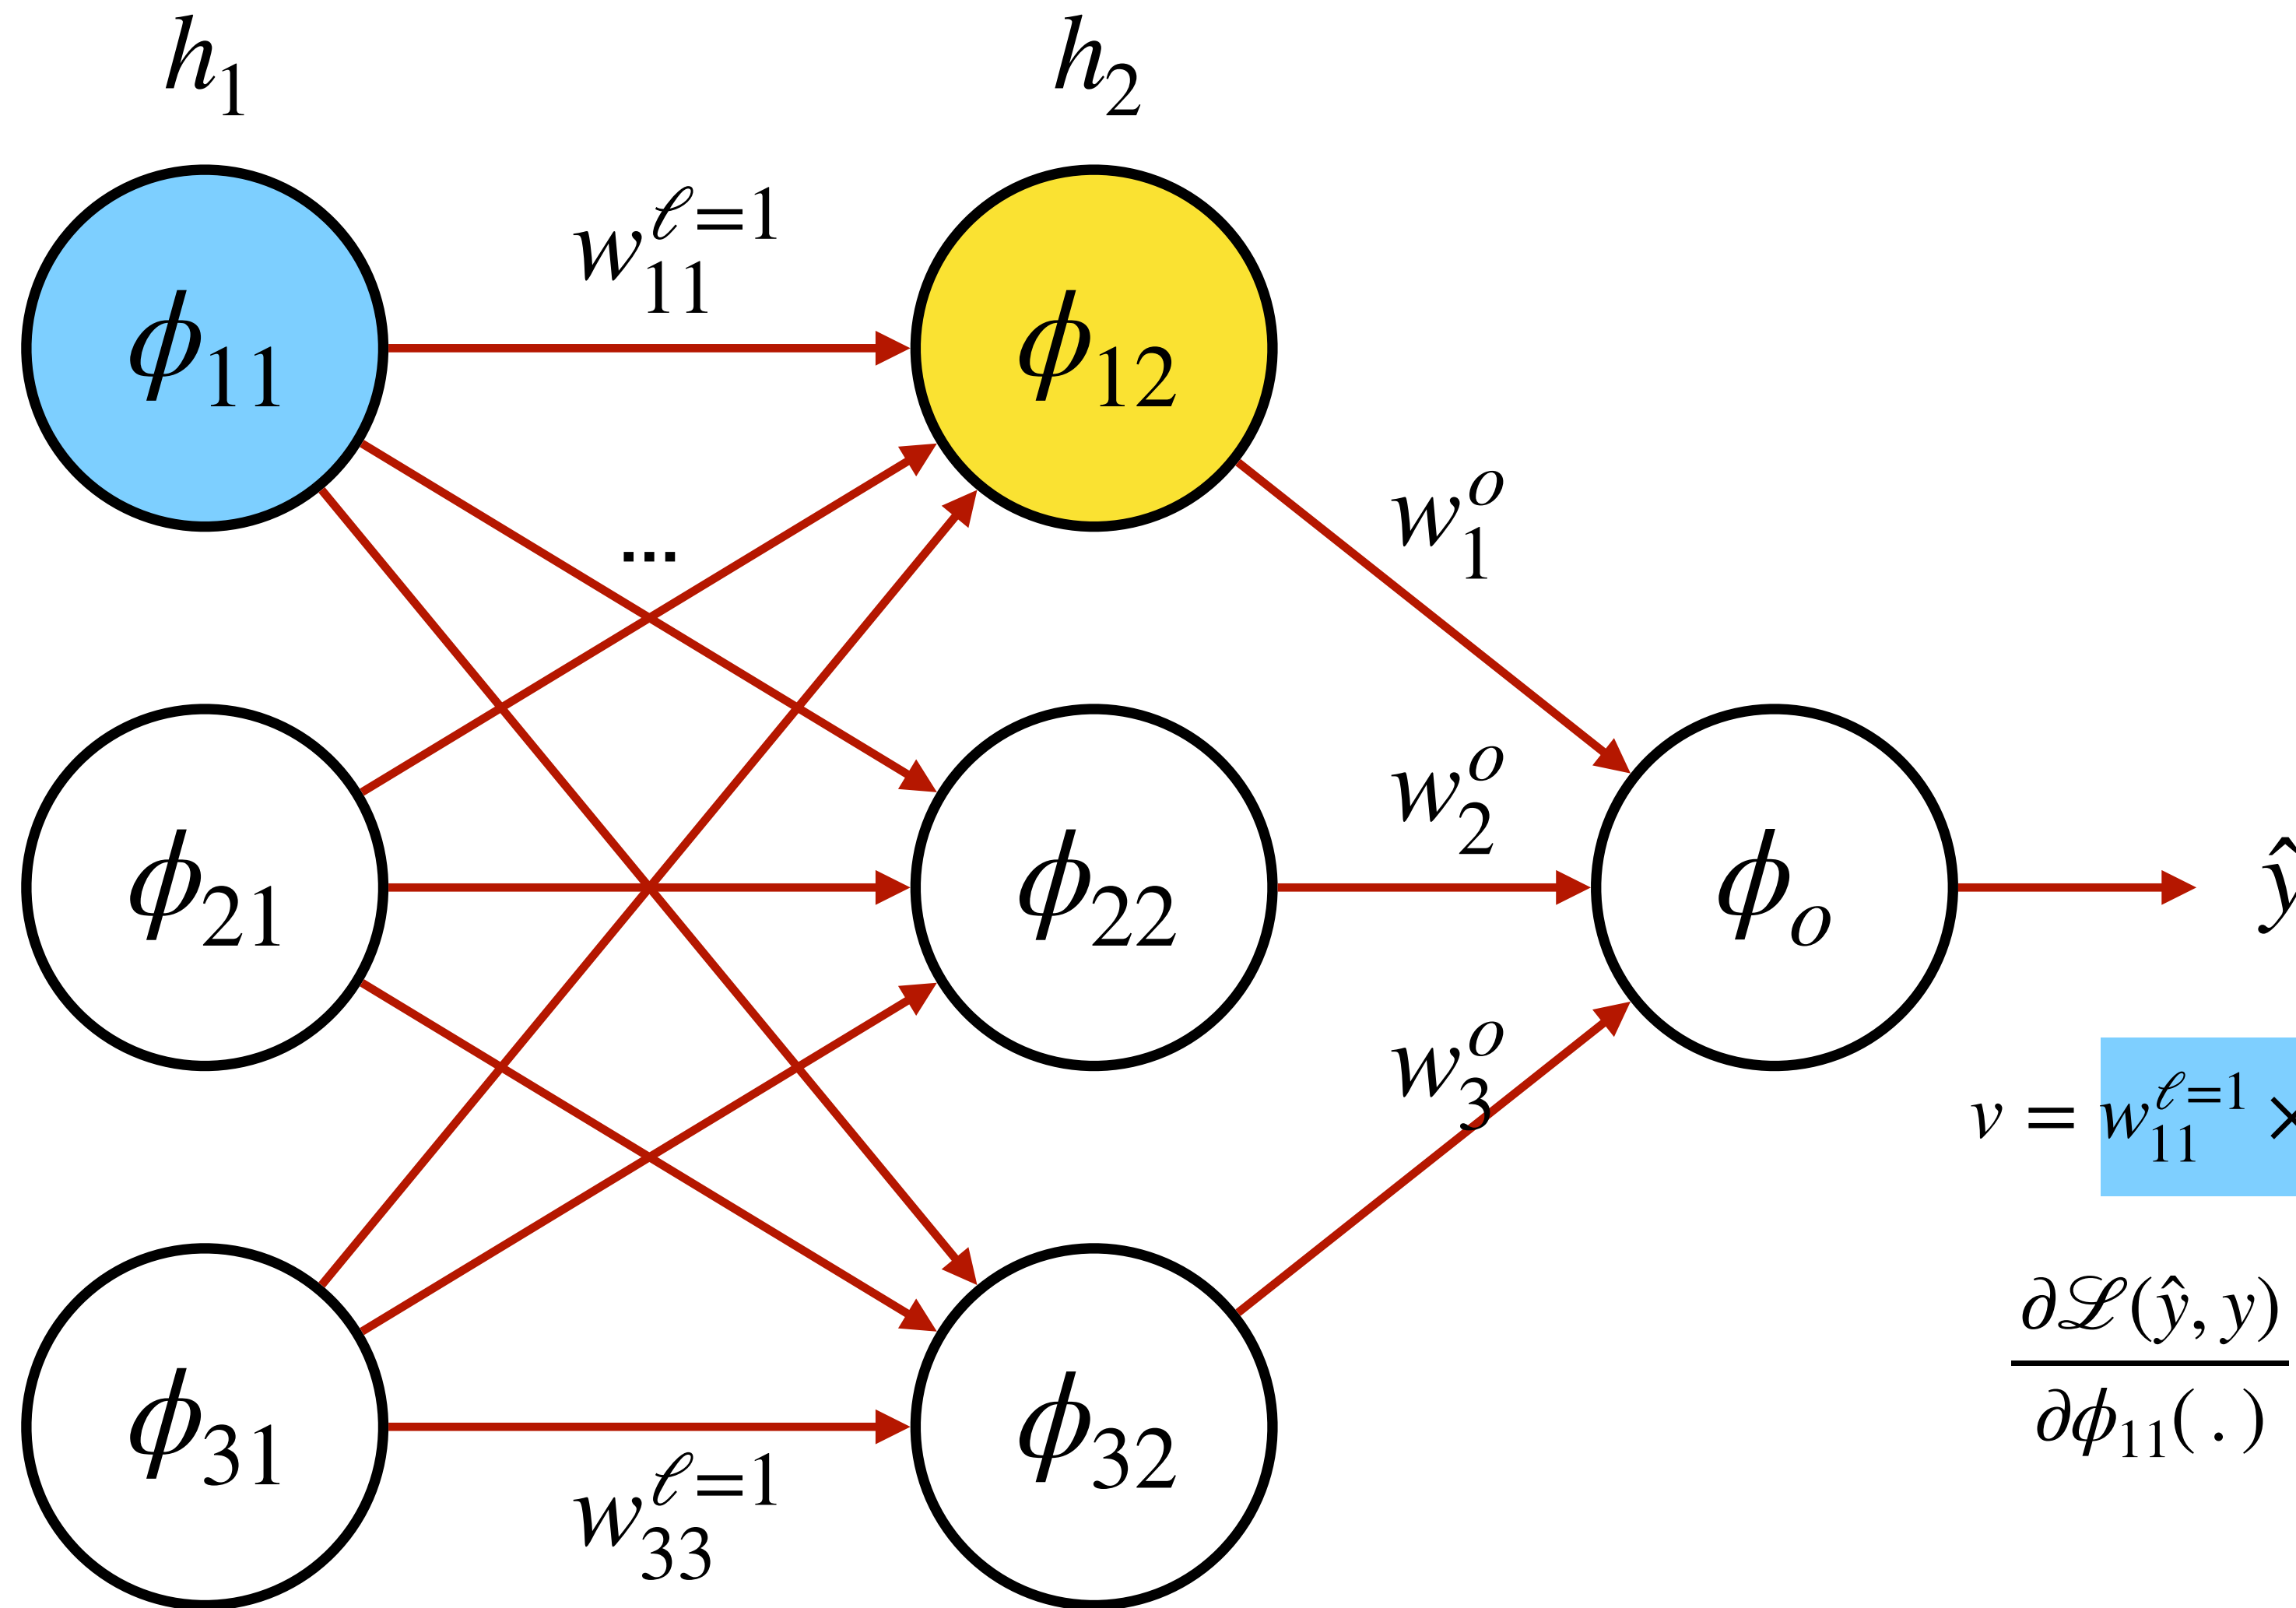 h₁
h₂
w₁₁^ℓ=1
ϕ₁₁
ϕ₁₂
...
w₁^o
w₂^o
ϕ₂₁
ϕ₂₂
ϕₒ
ŷ
w₃^o
v = w₁₁^ℓ=1 ×
∂ℒ(ŷ, y)
∂ϕ₁₁( . )
ϕ₃₁
ϕ₃₂
w₃₃^ℓ=1